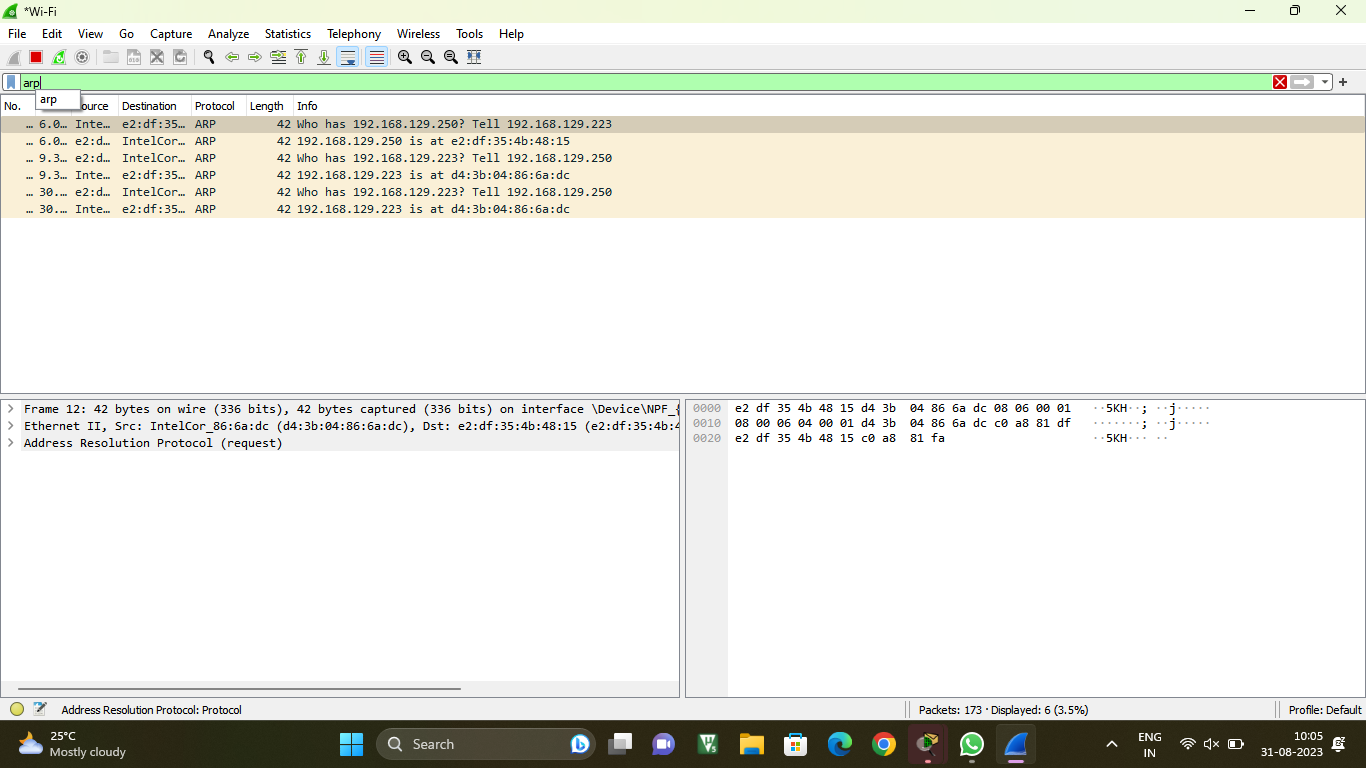 *Wi-Fi
File Edit View Go Capture Analyze Statistics Telephony Wireless Tools Help
arp
arp
No. ource Destination Protocol Length Info
… 6.0… Inte… e2:df:35… ARP 42 Who has 192.168.129.250? Tell 192.168.129.223
… 6.0… e2:d… IntelCor… ARP 42 192.168.129.250 is at e2:df:35:4b:48:15
… 9.3… e2:d… IntelCor… ARP 42 Who has 192.168.129.223? Tell 192.168.129.250
… 9.3… Inte… e2:df:35… ARP 42 192.168.129.223 is at d4:3b:04:86:6a:dc
… 30.… e2:d… IntelCor… ARP 42 Who has 192.168.129.223? Tell 192.168.129.250
… 30.… Inte… e2:df:35… ARP 42 192.168.129.223 is at d4:3b:04:86:6a:dc
Frame 12: 42 bytes on wire (336 bits), 42 bytes captured (336 bits) on interface \Device\NPF_{
Ethernet II, Src: IntelCor_86:6a:dc (d4:3b:04:86:6a:dc), Dst: e2:df:35:4b:48:15 (e2:df:35:4b:4
Address Resolution Protocol (request)
0000 e2 df 35 4b 48 15 d4 3b 04 86 6a dc 08 06 00 01 ··5KH··; ··j·····
0010 08 00 06 04 00 01 d4 3b 04 86 6a dc c0 a8 81 df ·······; ··j·····
0020 e2 df 35 4b 48 15 c0 a8 81 fa ··5KH··· ··
Address Resolution Protocol: Protocol
Packets: 173 · Displayed: 6 (3.5%)
Profile: Default
25°C
Mostly cloudy
Search
ENG
IN
10:05
31-08-2023